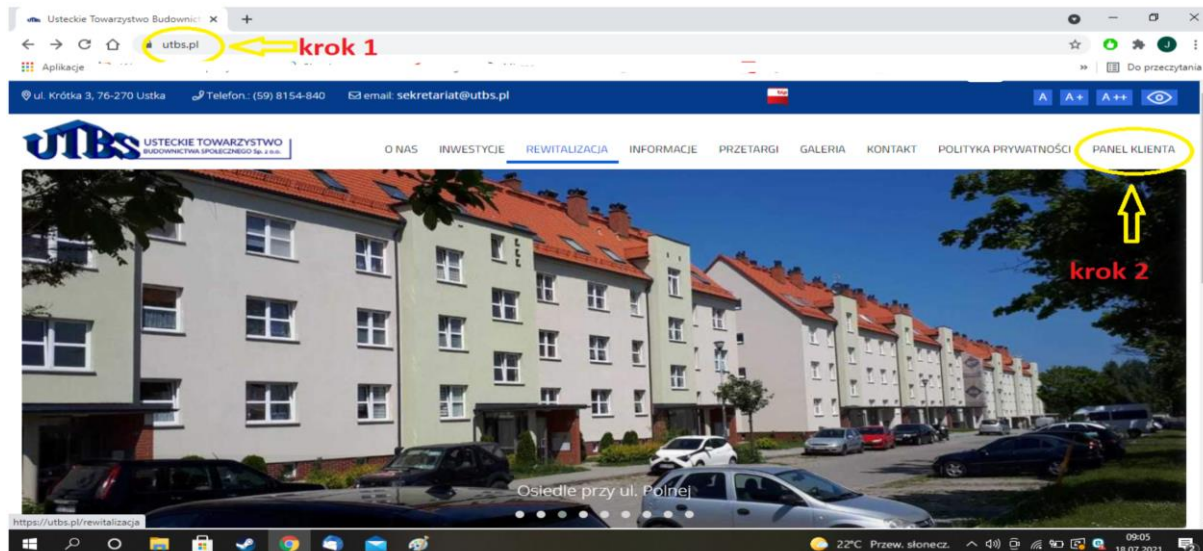 Usteckie Towarzystwo Budownic
utbs.pl
krok 1
Aplikacje
Do przeczytania
ul. Krótka 3, 76-270 Ustka Telefon.: (59) 8154-840 email: sekretariat@utbs.pl A A+ A++
UTBS USTECKIE TOWARZYSTWO
BUDOWNICTWA SPOŁECZNEGO Sp. z o.o.
O NAS INWESTYCJE REWITALIZACJA INFORMACJE PRZETARGI GALERIA KONTAKT POLITYKA PRYWATNOŚCI PANEL KLIENTA
krok 2
Osiedle przy ul. Polnej
https://utbs.pl/rewitalizacja
22°C Przew. słonecz. 09:05
18.07.2021